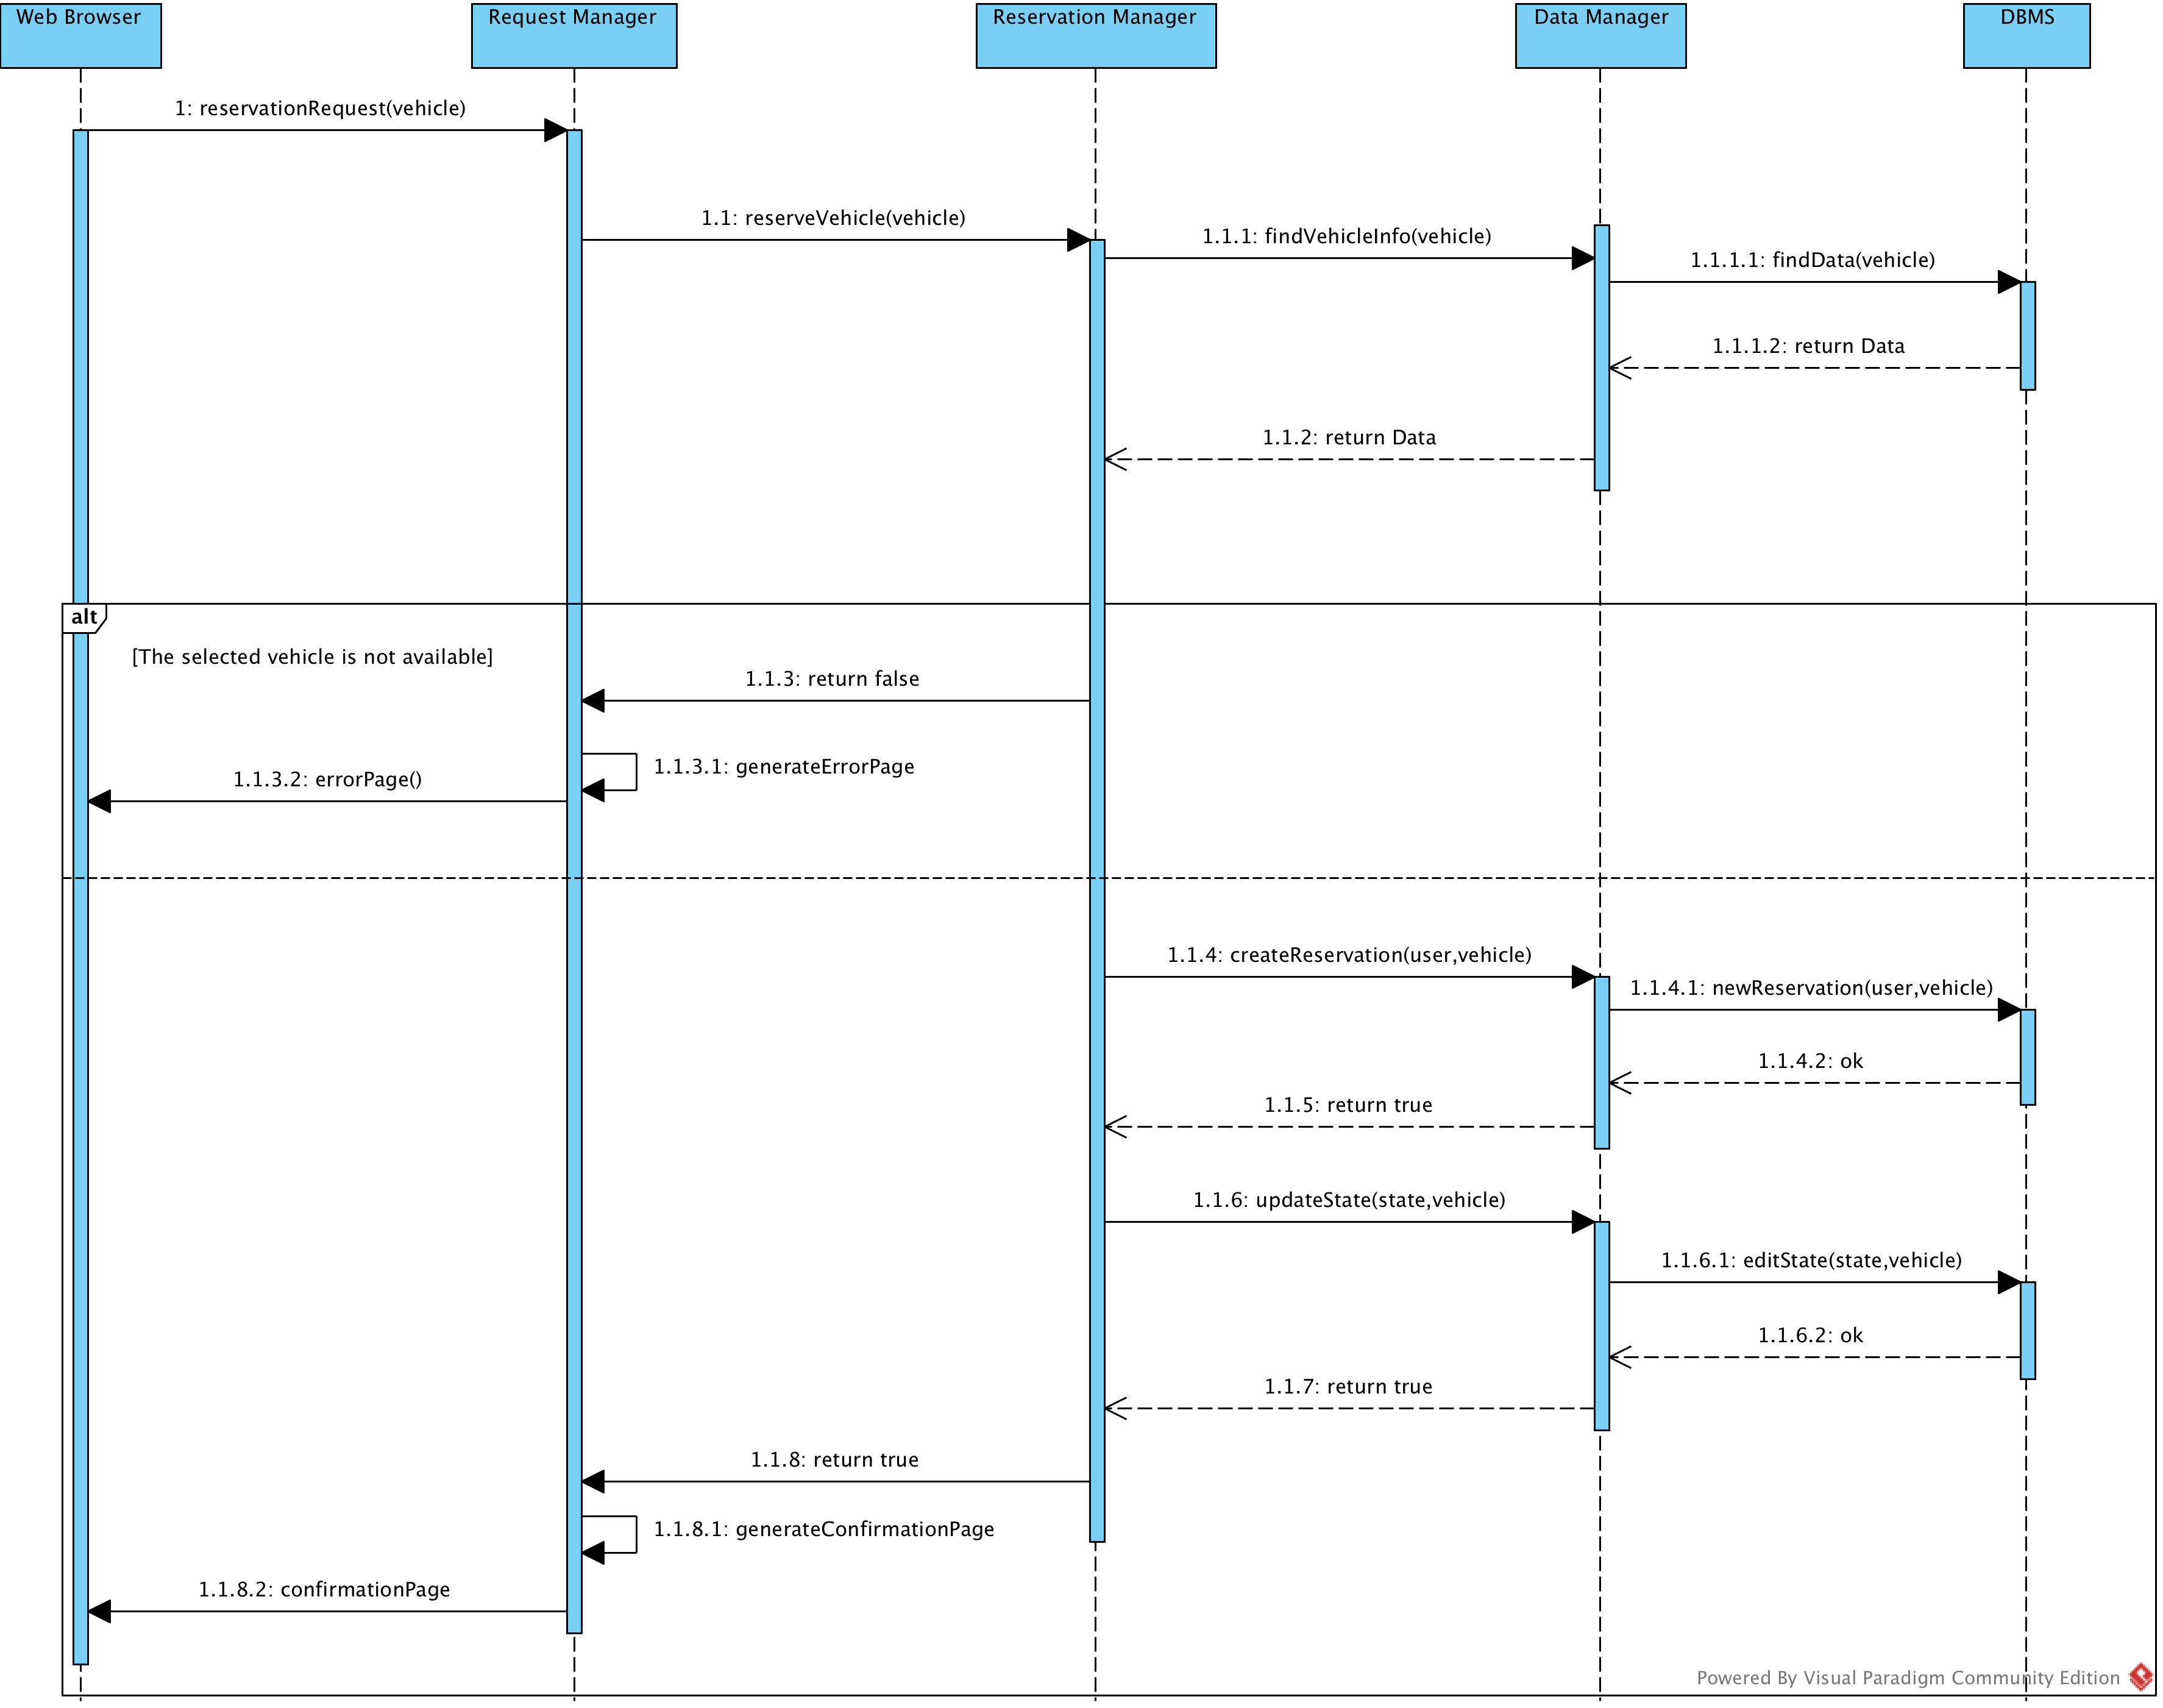 Web Browser
Request Manager
Reservation Manager
Data Manager
DBMS
1: reservationRequest(vehicle)
1.1: reserveVehicle(vehicle)
1.1.1: findVehicleInfo(vehicle)
1.1.1.1: findData(vehicle)
1.1.1.2: return Data
1.1.2: return Data
alt
[The selected vehicle is not available]
1.1.3: return false
1.1.3.1: generateErrorPage
1.1.3.2: errorPage()
1.1.4: createReservation(user,vehicle)
1.1.4.1: newReservation(user,vehicle)
1.1.4.2: ok
1.1.5: return true
1.1.6: updateState(state,vehicle)
1.1.6.1: editState(state,vehicle)
1.1.6.2: ok
1.1.7: return true
1.1.8: return true
1.1.8.1: generateConfirmationPage
1.1.8.2: confirmationPage
Powered By Visual Paradigm Community Edition